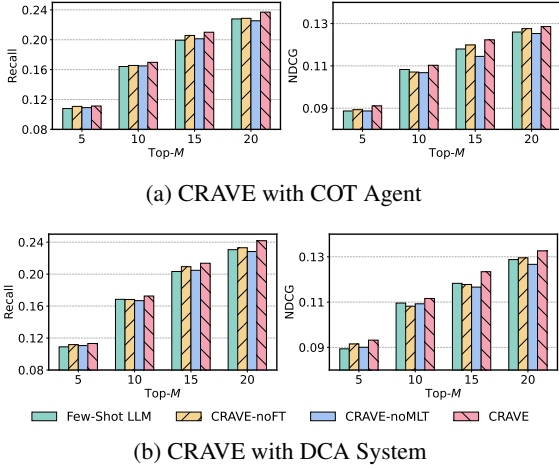 0.24
0.20
0.16
0.12
0.08
Recall
5 10 15 20
Top-M
0.13
0.11
0.09
NDCG
5 10 15 20
Top-M
(a) CRAVE with COT Agent
0.24
0.20
0.16
0.12
0.08
Recall
5 10 15 20
Top-M
0.13
0.11
0.09
NDCG
5 10 15 20
Top-M
Few-Shot LLM CRAVE-noFT CRAVE-noMLT CRAVE
(b) CRAVE with DCA System